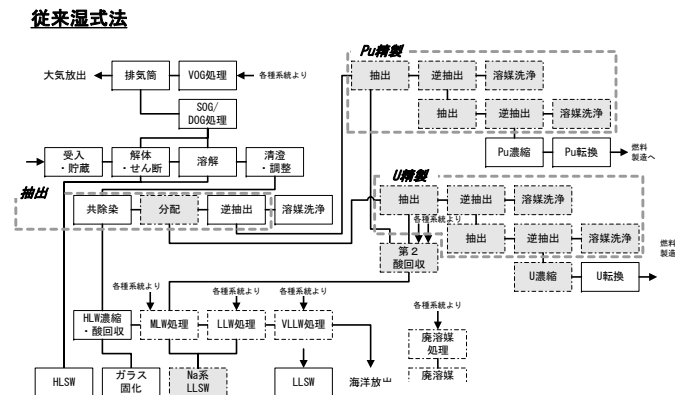 従来湿式法
Pu精製
大気放出
排気筒
VOG処理
各種系統より
抽出
逆抽出
溶媒洗浄
SOG/
DOG処理
抽出
逆抽出
溶媒洗浄
受入
・貯蔵
解体
・せん断
溶解
清澄
・調整
Pu濃縮
Pu転換
燃料
製造へ
抽出
U精製
共除染
分配
逆抽出
溶媒洗浄
抽出
逆抽出
溶媒洗浄
各種系統より
第2
酸回収
抽出
逆抽出
溶媒洗浄
燃料
製造
U濃縮
U転換
各種系統より
各種系統より
各種系統より
各種系統より
HLW濃縮
・酸回収
MLW処理
LLW処理
VLLW処理
廃溶媒
処理
HLSW
ガラス
固化
Na系
LLSW
LLSW
海洋放出
廃溶媒